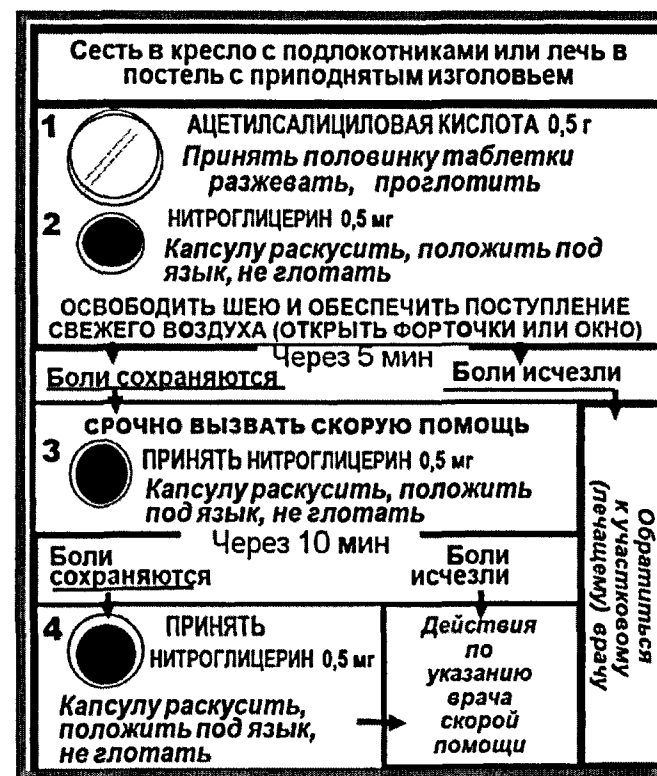 Сесть в кресло с подлокотниками или лечь в
постель с приподнятым изголовьем
1
АЦЕТИЛСАЛИЦИЛОВАЯ КИСЛОТА 0,5 г
Принять половинку таблетки
разжевать, проглотить
2
НИТРОГЛИЦЕРИН 0,5 мг
Капсулу раскусить, положить под
язык, не глотать
ОСВОБОДИТЬ ШЕЮ И ОБЕСПЕЧИТЬ ПОСТУПЛЕНИЕ
СВЕЖЕГО ВОЗДУХА (ОТКРЫТЬ ФОРТОЧКИ ИЛИ ОКНО)
Через 5 мин
Боли сохраняются
Боли исчезли
СРОЧНО ВЫЗВАТЬ СКОРУЮ ПОМОЩЬ
3
ПРИНЯТЬ НИТРОГЛИЦЕРИН 0,5 мг
Капсулу раскусить, положить
под язык, не глотать
Обратиться
к участковому
(лечащему) врачу
Через 10 мин
Боли
сохраняются
Боли
исчезли
4
ПРИНЯТЬ
НИТРОГЛИЦЕРИН 0,5 мг
Капсулу раскусить,
положить под язык,
не глотать
Действия
по
указанию
врача
скорой
помощи